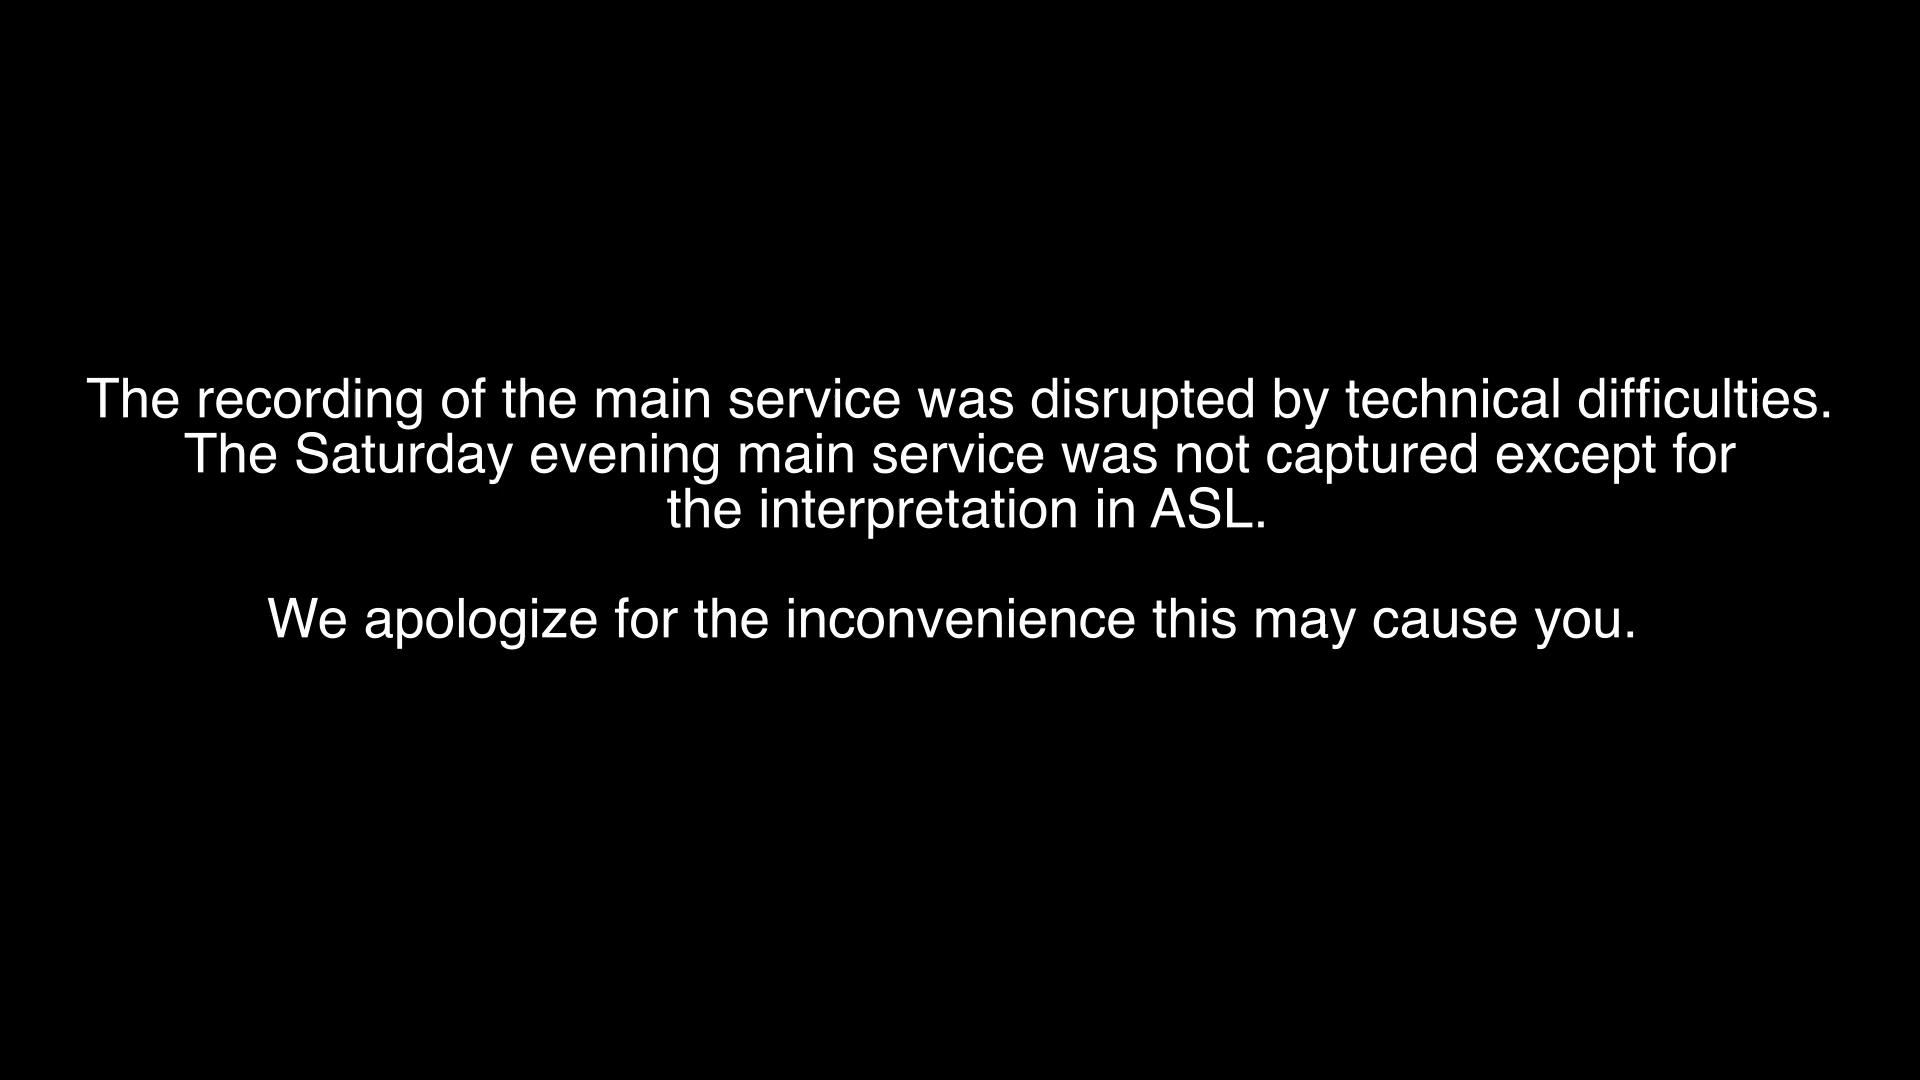 The recording of the main service was disrupted by technical difficulties.
The Saturday evening main service was not captured except for
the interpretation in ASL.
We apologize for the inconvenience this may cause you.